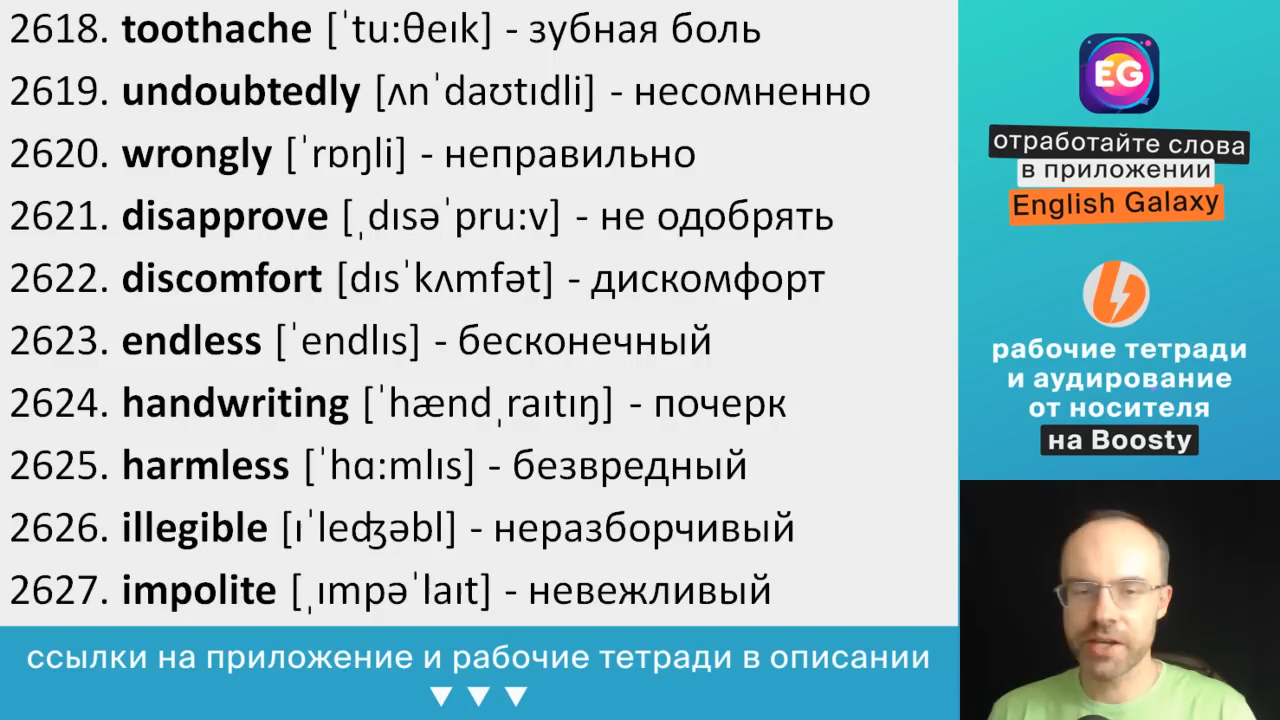 2618. toothache [ˈtu:θeɪk] - зубная боль
2619. undoubtedly [ʌnˈdaʊtɪdli] - несомненно
2620. wrongly [ˈrɒŋli] - неправильно
2621. disapprove [ˌdɪsəˈpru:v] - не одобрять
2622. discomfort [dɪsˈkʌmfət] - дискомфорт
2623. endless [ˈendlɪs] - бесконечный
2624. handwriting [ˈhændˌraɪtɪŋ] - почерк
2625. harmless [ˈhɑ:mlɪs] - безвредный
2626. illegible [ɪˈleʤəbl] - неразборчивый
2627. impolite [ˌɪmpəˈlaɪt] - невежливый
ссылки на приложение и рабочие тетради в описании
EG
отработайте слова
в приложении
English Galaxy
рабочие тетради
и аудирование
от носителя
на Boosty